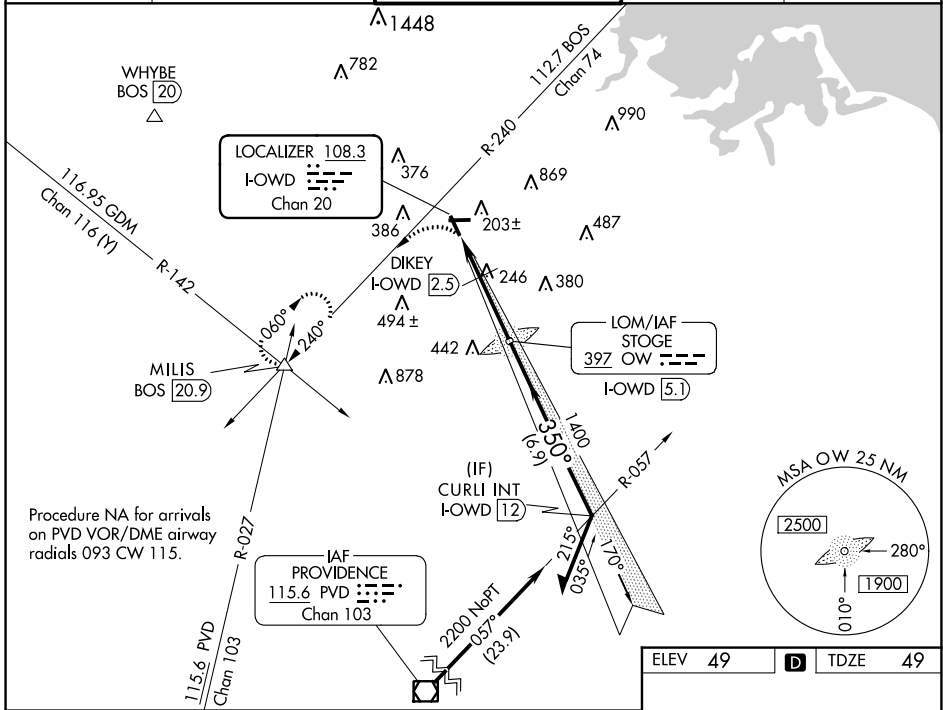 1448
782
WHYBE
BOS 20
112.7 BOS
Chan 74
990
R-240
LOCALIZER 108.3
I-OWD
Chan 20
376
869
116.95 GDM
Chan 116 (Y)
386
203±
487
R-142
DIKEY
I-OWD 2.5
246
380
060°
240°
494 ±
LOM/IAF
STOGE
397 OW
I-OWD 5.1
442
MILIS
BOS 20.9
878
1400
350°
(6.9)
R-057
(IF)
CURLI INT
I-OWD 12
MSA OW 25 NM
2500
280°
1900
010°
Procedure NA for arrivals
on PVD VOR/DME airway
radials 093 CW 115.
R-027
215°
035°
170°
IAF
PROVIDENCE
115.6 PVD
Chan 103
2200 NoPT
057°
(23.9)
115.6 PVD
Chan 103
ELEV 49 D TDZE 49